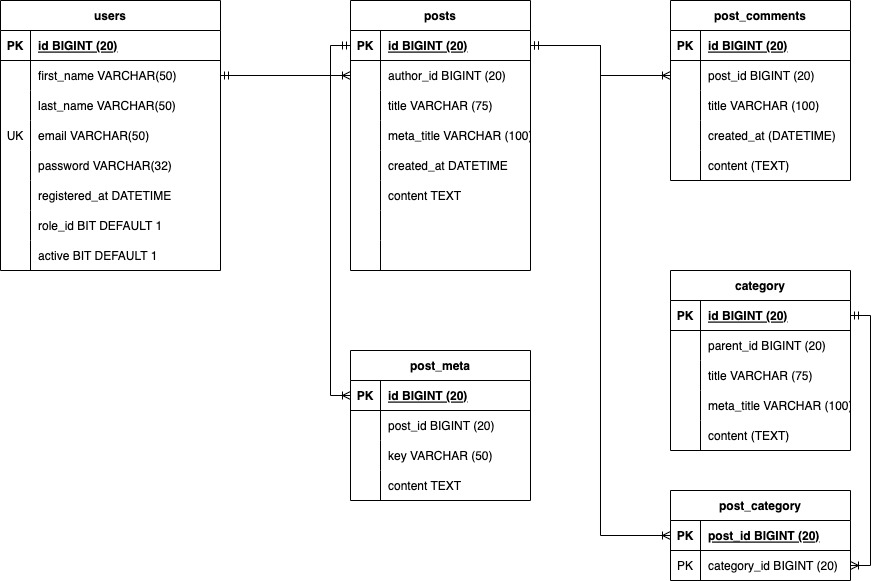 users
PK id BIGINT (20)
first_name VARCHAR(50)
last_name VARCHAR(50)
UK email VARCHAR(50)
password VARCHAR(32)
registered_at DATETIME
role_id BIT DEFAULT 1
active BIT DEFAULT 1
posts
PK id BIGINT (20)
author_id BIGINT (20)
title VARCHAR (75)
meta_title VARCHAR (100)
created_at DATETIME
content TEXT
post_comments
PK id BIGINT (20)
post_id BIGINT (20)
title VARCHAR (100)
created_at (DATETIME)
content (TEXT)
post_meta
PK id BIGINT (20)
post_id BIGINT (20)
key VARCHAR (50)
content TEXT
category
PK id BIGINT (20)
parent_id BIGINT (20)
title VARCHAR (75)
meta_title VARCHAR (100)
content (TEXT)
post_category
PK post_id BIGINT (20)
PK category_id BIGINT (20)